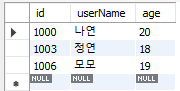 id userName age
1000 나연 20
1003 정연 18
1006 모모 19
NULL NULL NULL